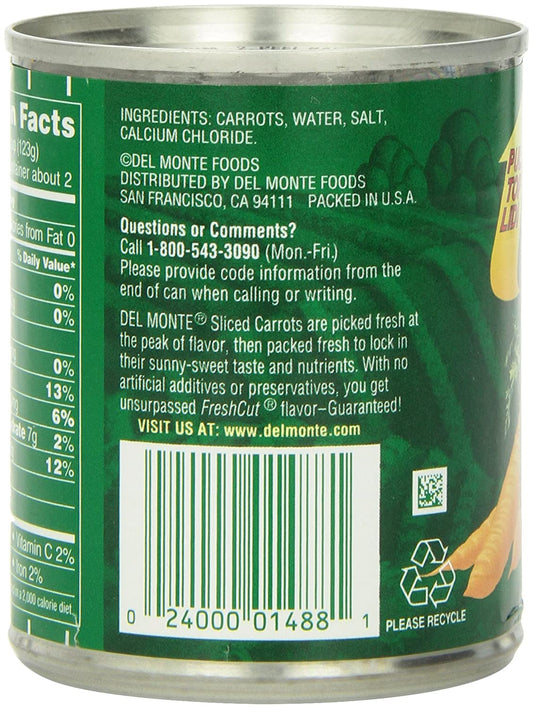 Facts
(123g)
about 2
from Fat 0
% Daily Value*
0%
0%
0%
13%
6%
7g 2%
12%
• Vitamin C 2%
• Iron 2%
on a 2,000 calorie diet.
INGREDIENTS: CARROTS, WATER, SALT,
CALCIUM CHLORIDE.
©DEL MONTE FOODS
DISTRIBUTED BY DEL MONTE FOODS
SAN FRANCISCO, CA 94111 PACKED IN U.S.A.
Questions or Comments?
Call 1-800-543-3090 (Mon.-Fri.)
Please provide code information from the
end of can when calling or writing.
DEL MONTE® Sliced Carrots are picked fresh at
the peak of flavor, then packed fresh to lock in
their sunny-sweet taste and nutrients. With no
artificial additives or preservatives, you get
unsurpassed FreshCut® flavor–Guaranteed!
VISIT US AT: www.delmonte.com
0 24000 01488 1
PLEASE RECYCLE